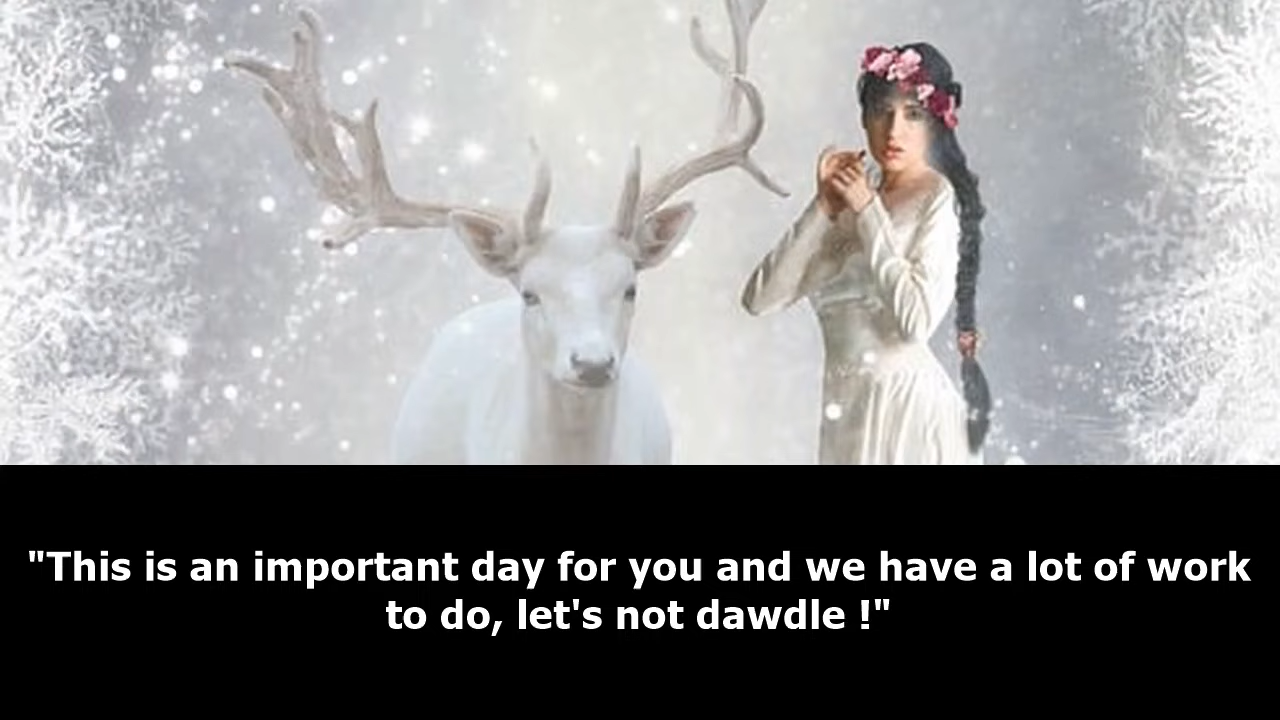 "This is an important day for you and we have a lot of work
to do, let's not dawdle !"